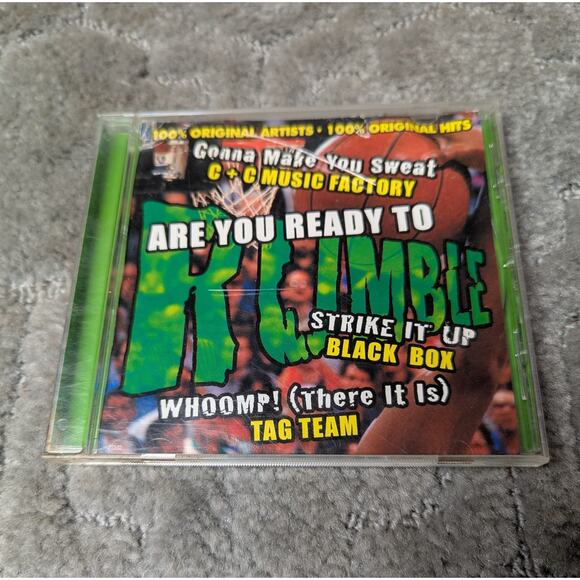 100% ORIGINAL ARTISTS · 100% ORIGINAL HITS
Gonna Make You Sweat
C + C MUSIC FACTORY
ARE YOU READY TO
RUMBLE
STRIKE IT UP
BLACK BOX
WHOOMP! (There It Is)
TAG TEAM